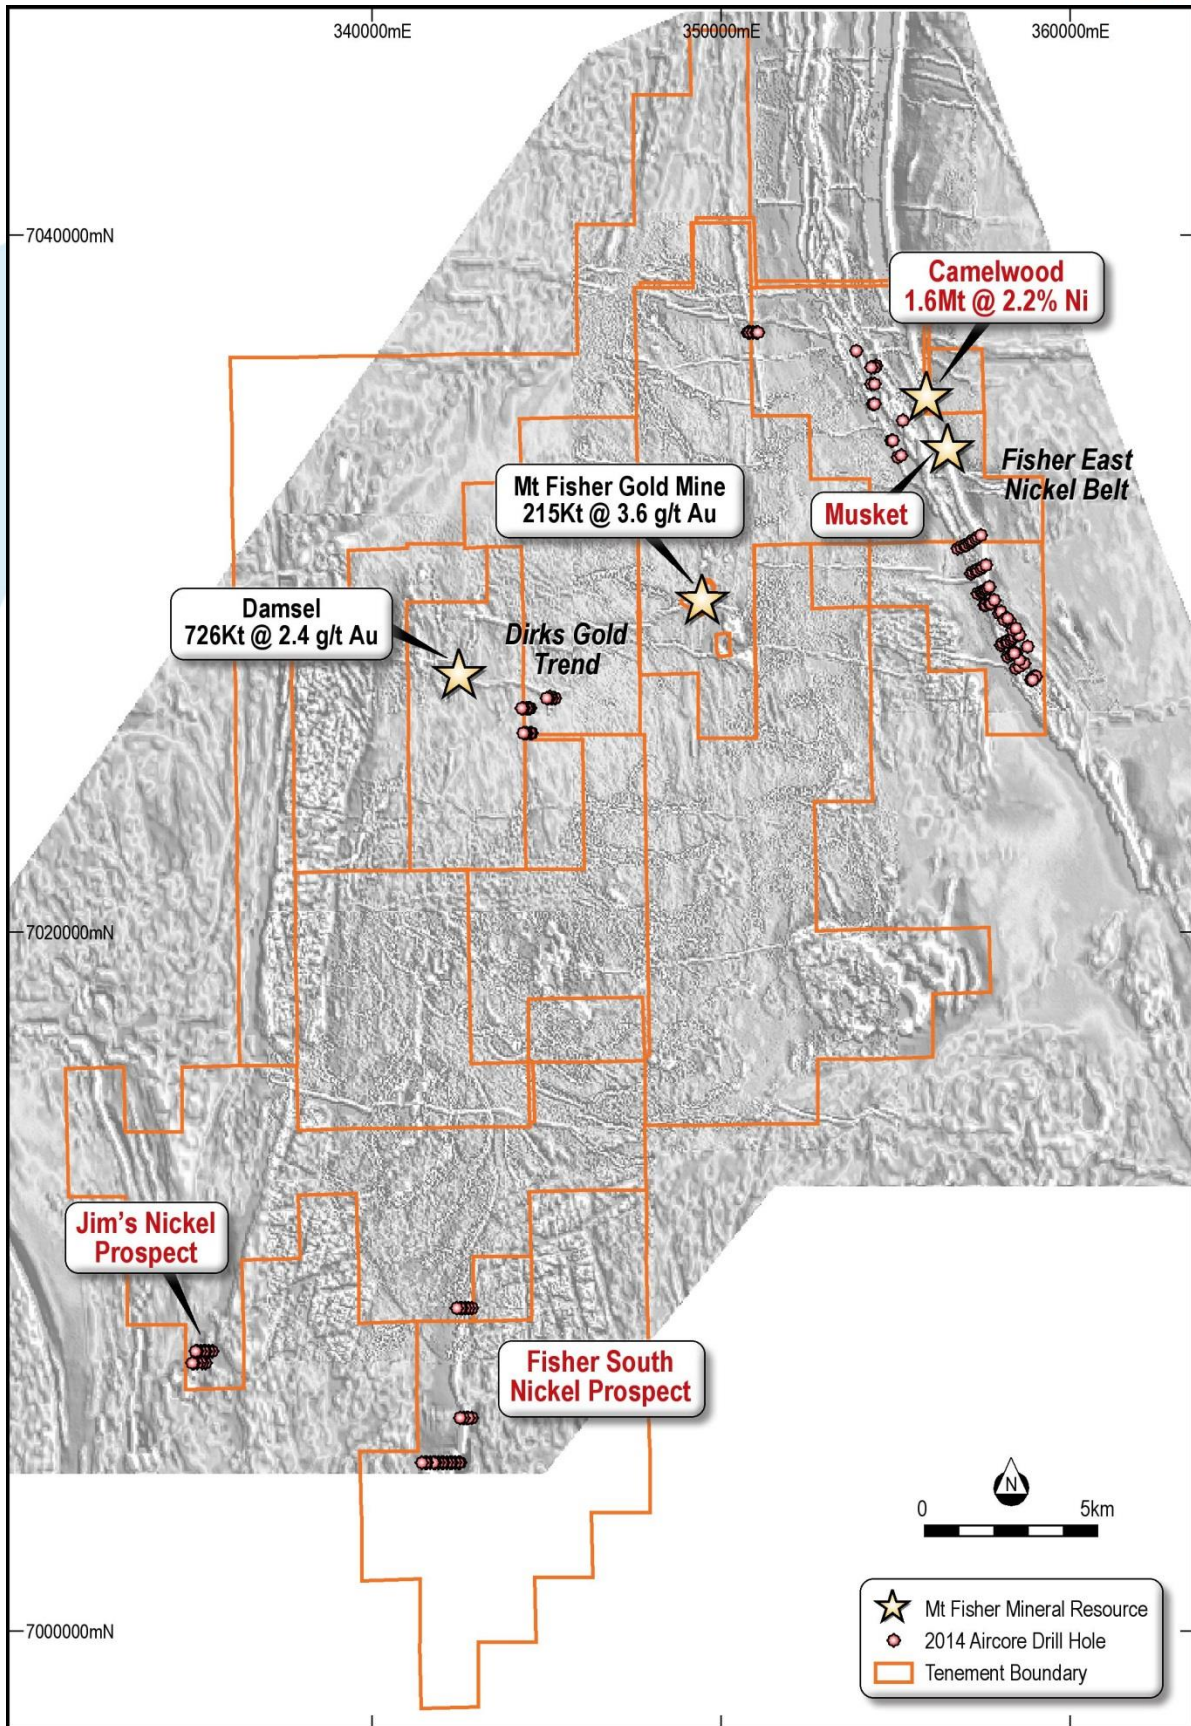 340000mE
350000mE
360000mE
7040000mN
Camelwood
1.6Mt @ 2.2% Ni
Fisher East
Nickel Belt
Mt Fisher Gold Mine
215Kt @ 3.6 g/t Au
Musket
Damsel
726Kt @ 2.4 g/t Au
Dirks Gold
Trend
7020000mN
Jim's Nickel
Prospect
Fisher South
Nickel Prospect
N
0 5km
7000000mN
Mt Fisher Mineral Resource
2014 Aircore Drill Hole
Tenement Boundary